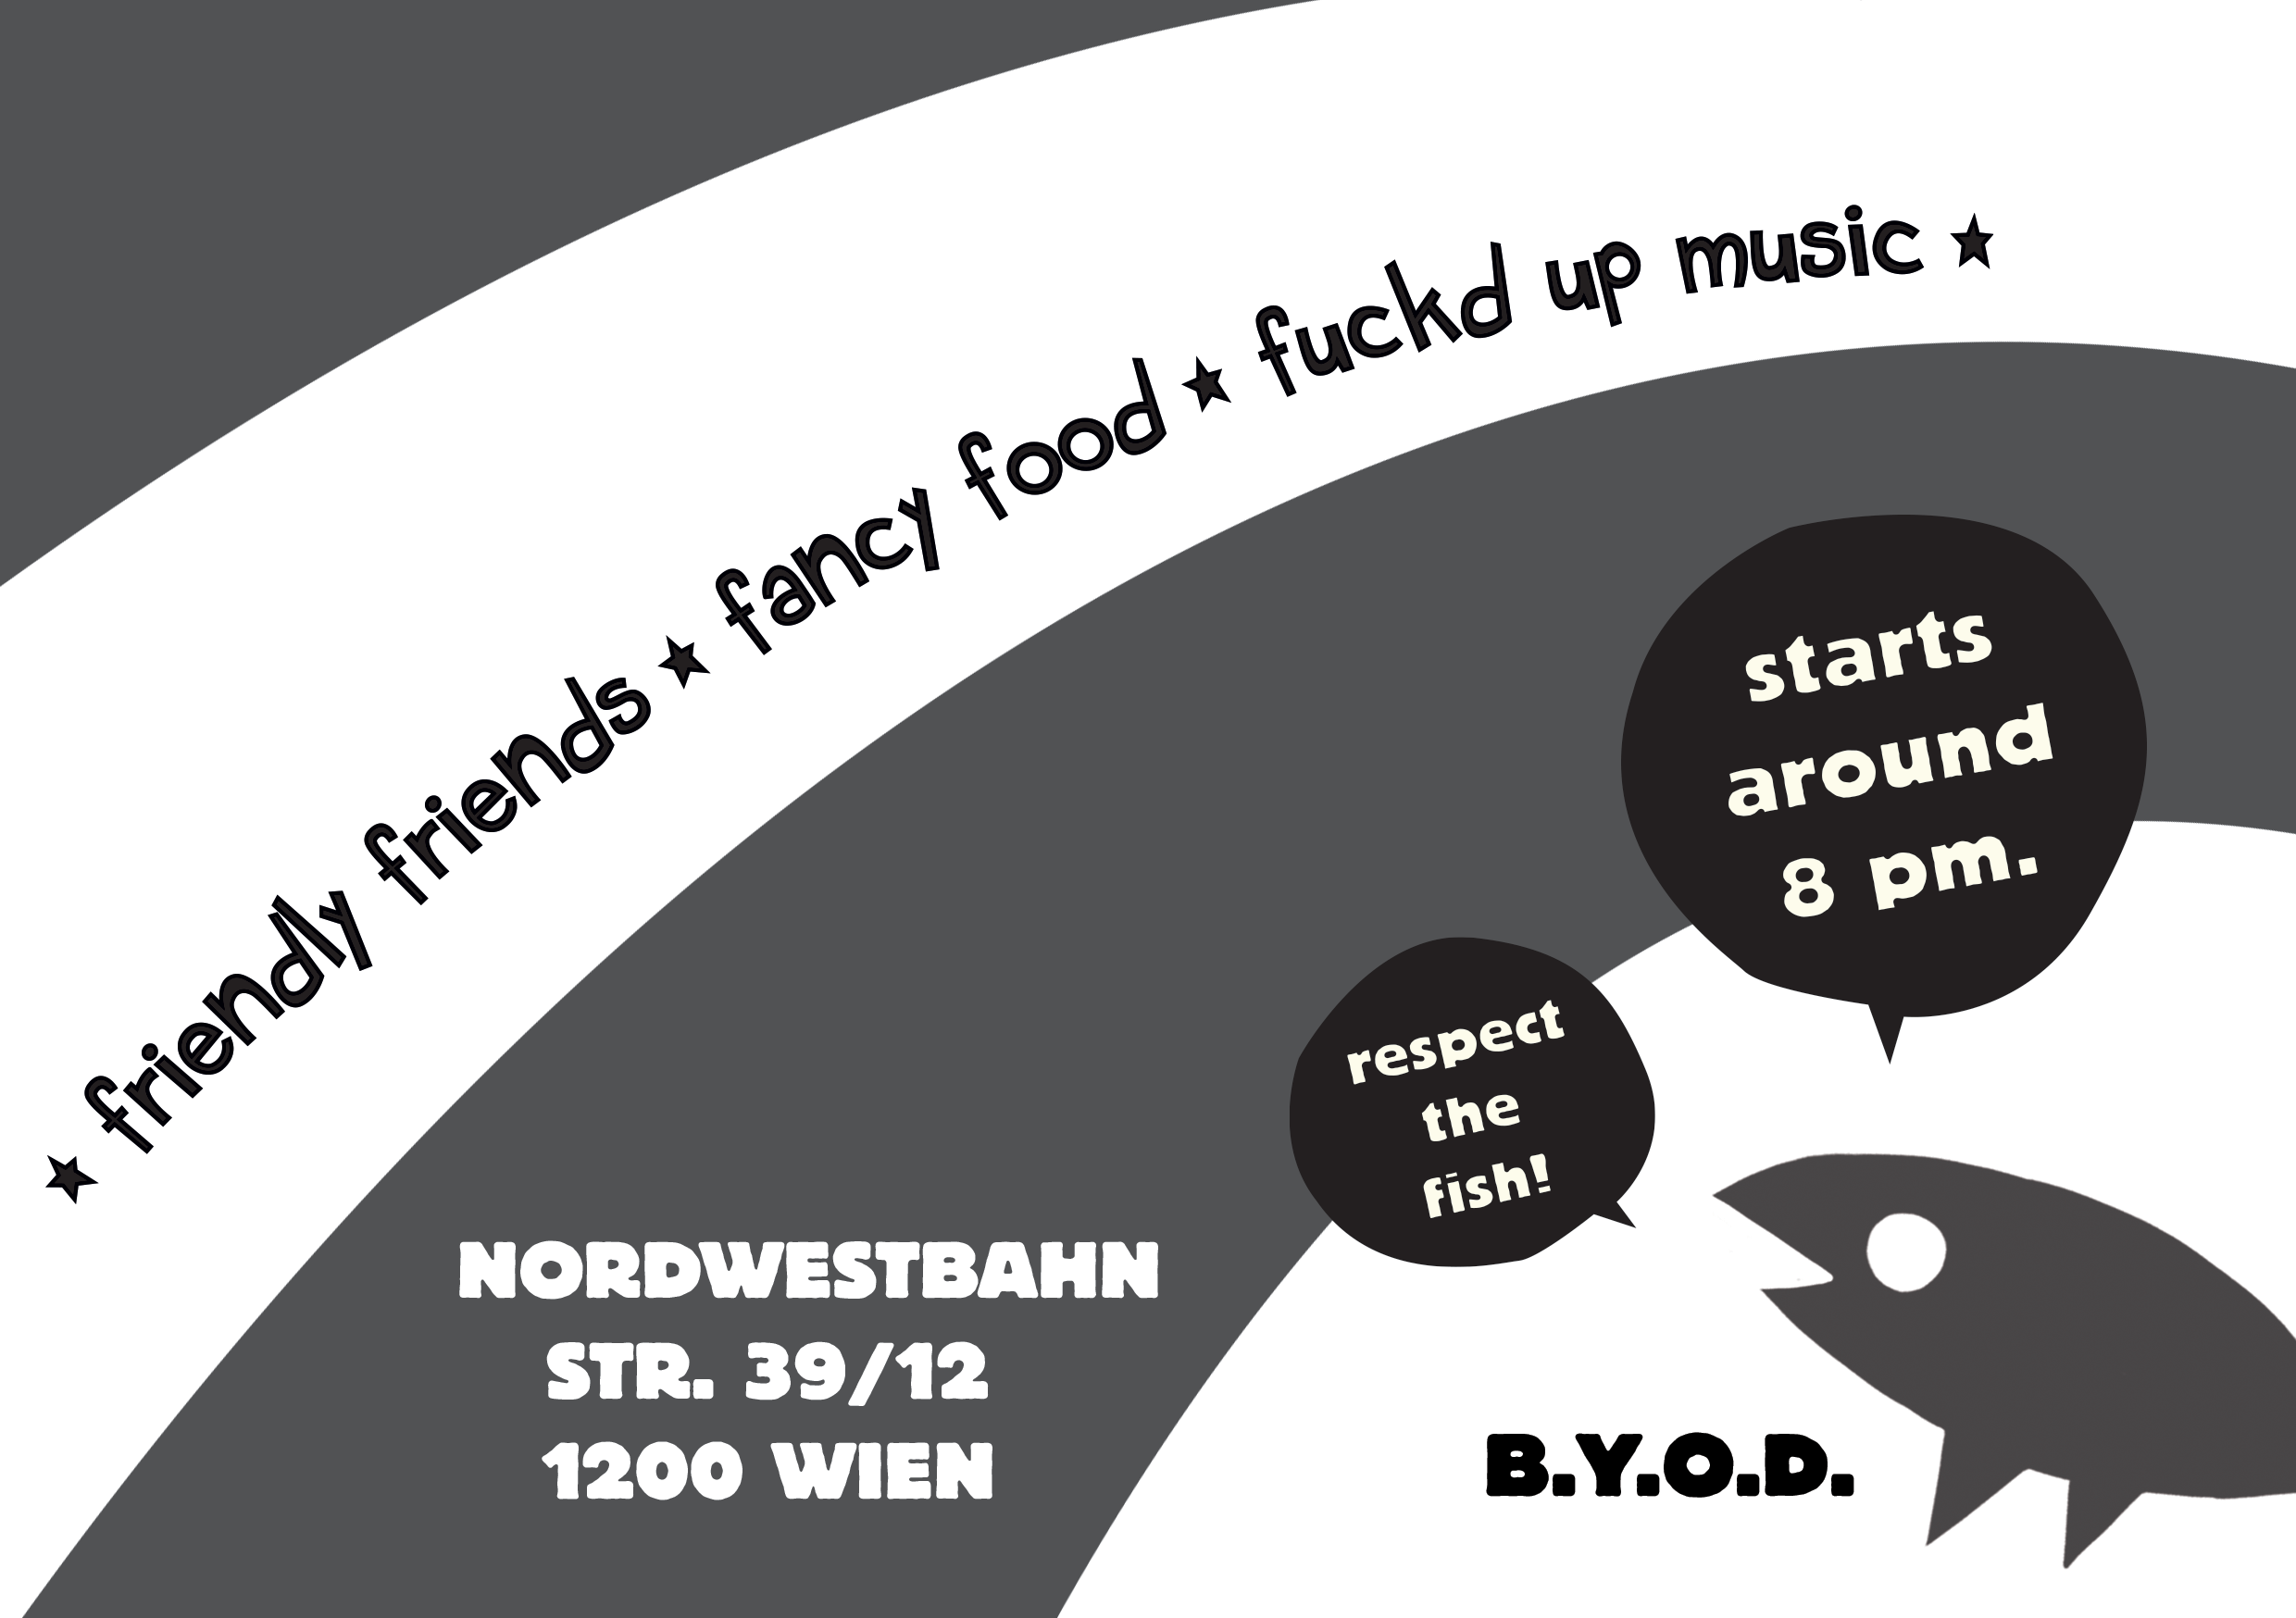 ★ friendly friends ★ fancy food ★ fuckd up music ★
starts
around
8 pm.
respect
the
fish!
NORDWESTBAHN
STR. 39/12
1200 WIEN
B.Y.O.D.